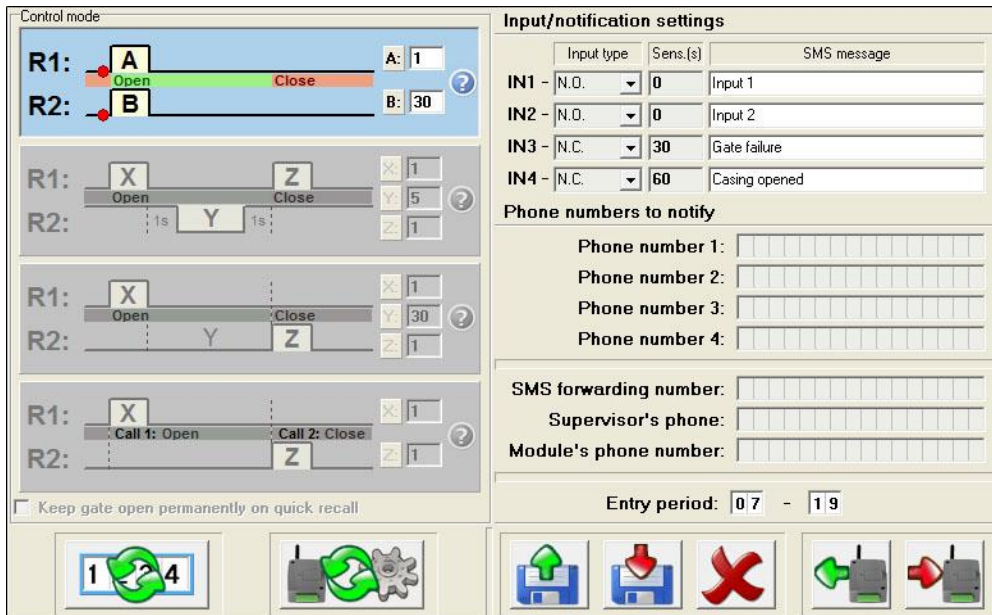 Control mode
R1: A A: 1
Open Close
R2: B B: 30
R1: X Z X: 1
Open Close Y: 5
R2: 1s Y 1s Z: 1
R1: X X: 1
Open Close Y: 30
R2: Y Z Z: 1
R1: X X: 1
Call 1: Open Call 2: Close
R2: Z Z: 1
Keep gate open permanently on quick recall
Input/notification settings
Input type Sens.(s) SMS message
IN1 - N.O. 0 Input 1
IN2 - N.O. 0 Input 2
IN3 - N.C. 30 Gate failure
IN4 - N.C. 60 Casing opened
Phone numbers to notify
Phone number 1:
Phone number 2:
Phone number 3:
Phone number 4:
SMS forwarding number:
Supervisor's phone:
Module's phone number:
Entry period: 07 - 19
1 4